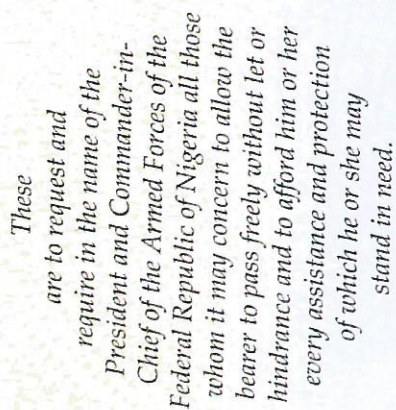 These
are to request and
require in the name of the
President and Commander-in-
Chief of the Armed Forces of the
Federal Republic of Nigeria all those
whom it may concern to allow the
bearer to pass freely without let or
hindrance and to afford him or her
every assistance and protection
of which he or she may
stand in need.